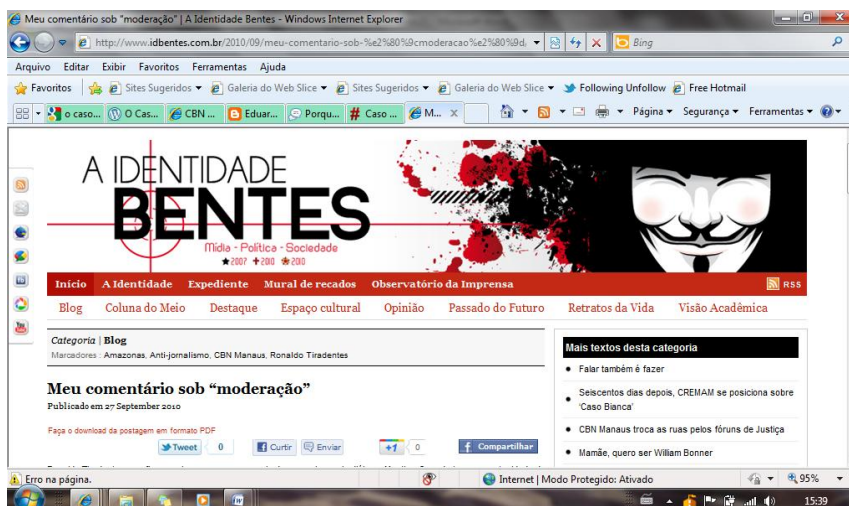 Meu comentário sob "moderação" | A Identidade Bentes - Windows Internet Explorer
http://www.idbentes.com.br/2010/09/meu-comentario-sob-%e2%80%9cmoderacao%e2%80%9d, Bing
Arquivo Editar Exibir Favoritos Ferramentas Ajuda
Favoritos Sites Sugeridos Galeria do Web Slice Sites Sugeridos Galeria do Web Slice Following Unfollow Free Hotmail
o caso... O Cas... CBN ... Eduar... Porqu... # Caso ... M... x Página Segurança Ferramentas
A IDENTIDADE
BENTES
Mídia - Política - Sociedade
★2007 ✝2010 ★2010
Início A Identidade Expediente Mural de recados Observatório da Imprensa RSS
Blog Coluna do Meio Destaque Espaço cultural Opinião Passado do Futuro Retratos da Vida Visão Acadêmica
Categoria | Blog
Marcadores : Amazonas, Anti-jornalismo, CBN Manaus, Ronaldo Tiradentes
Meu comentário sob "moderação"
Publicado em 27 September 2010
Faça o download da postagem em formato PDF
Tweet 0 Curtir Enviar +1 0 Compartilhar
Mais textos desta categoria
• Falar também é fazer
• Seiscentos dias depois, CREMAM se posiciona sobre
'Caso Bianca'
• CBN Manaus troca as ruas pelos fóruns de Justiça
• Mamãe, quero ser William Bonner
Erro na página. Internet | Modo Protegido: Ativado 95%
15:39